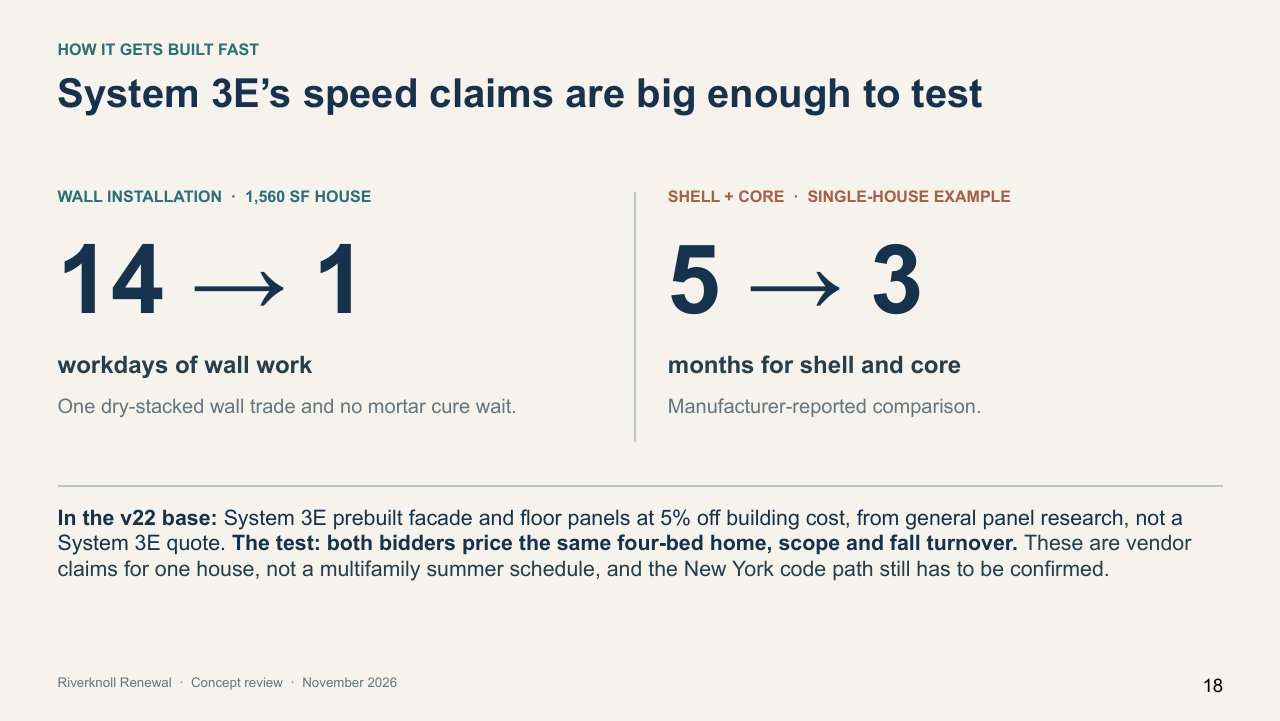 HOW IT GETS BUILT FAST
System 3E’s speed claims are big enough to test
WALL INSTALLATION · 1,560 SF HOUSE
14 → 1
workdays of wall work
One dry-stacked wall trade and no mortar cure wait.
SHELL + CORE · SINGLE-HOUSE EXAMPLE
5 → 3
months for shell and core
Manufacturer-reported comparison.
In the v22 base: System 3E prebuilt facade and floor panels at 5% off building cost, from general panel research, not a
System 3E quote. The test: both bidders price the same four-bed home, scope and fall turnover. These are vendor
claims for one house, not a multifamily summer schedule, and the New York code path still has to be confirmed.
Riverknoll Renewal · Concept review · November 2026
18